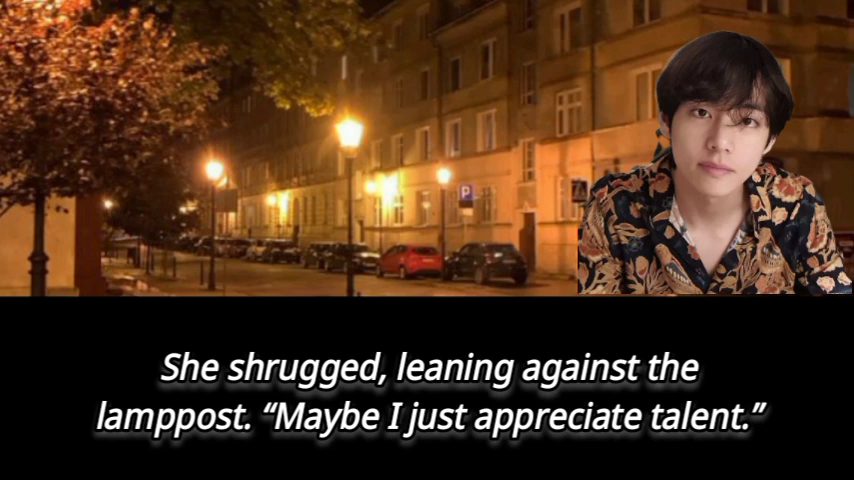 P
She shrugged, leaning against the
lamppost. “Maybe I just appreciate talent.”